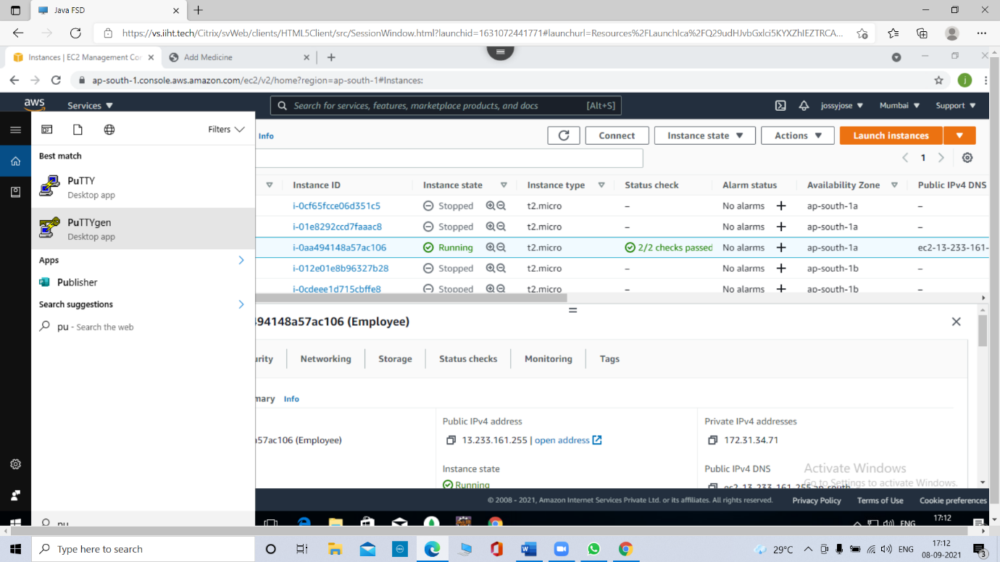 Java FSD
https://vs.iiht.tech/Citrix/svWeb/clients/HTML5Client/src/SessionWindow.html?launchid=1631072441771#launchurl=Resources%2FLaunchIca%2FQ29udHJvbGxlci5KYXZhIEZTRCA...
Instances | EC2 Management Con
Add Medicine
ap-south-1.console.aws.amazon.com/ec2/v2/home?region=ap-south-1#Instances:
j
aws
Services ▼
Search for services, features, marketplace products, and docs
[Alt+S]
jossyjose ▼
Mumbai ▼
Support ▼
Filters
Info
Connect
Instance state ▼
Actions ▼
Launch instances
1
Best match
PuTTY
Desktop app
PuTTYgen
Desktop app
Apps
Publisher
Search suggestions
pu - Search the web
pu
Instance ID
Instance state
Instance type
Status check
Alarm status
Availability Zone
Public IPv4 DNS
i-0cf65fcce06d351c5 Stopped t2.micro – No alarms + ap-south-1a –
i-01e8292ccd7faaac8 Stopped t2.micro – No alarms + ap-south-1a –
i-0aa494148a57ac106 Running t2.micro 2/2 checks passed No alarms + ap-south-1a ec2-13-233-161-
i-012e01e8b96327b28 Stopped t2.micro – No alarms + ap-south-1b –
i-0cdeee1d715cbffe8 Stopped t2.micro – No alarms + ap-south-1b –
494148a57ac106 (Employee)
urity
Networking
Storage
Status checks
Monitoring
Tags
mary Info
Public IPv4 address
Private IPv4 addresses
a57ac106 (Employee)
13.233.161.255 | open address
172.31.34.71
Instance state
Public IPv4 DNS
Running
ec2-13-233-161-255.ap-south-
Activate Windows
Go to Settings to activate Windows.
© 2008 - 2021, Amazon Internet Services Private Ltd. or its affiliates. All rights reserved.
Privacy Policy
Terms of Use
Cookie preferences
17:12
ENG
Type here to search
29°C
ENG
17:12
08-09-2021
3